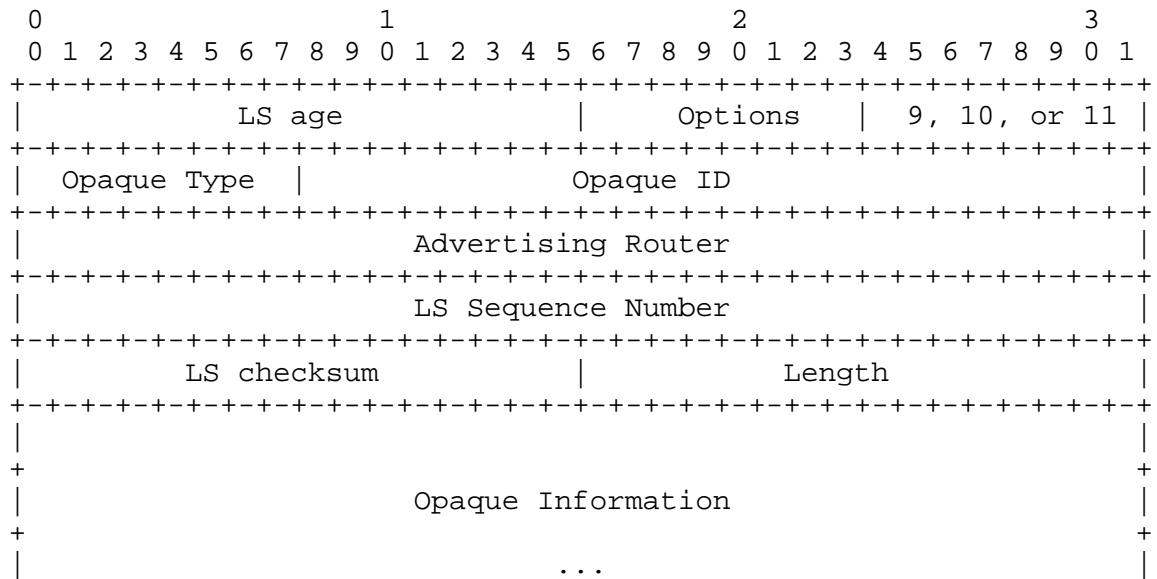 0                   1                   2                   3
 0 1 2 3 4 5 6 7 8 9 0 1 2 3 4 5 6 7 8 9 0 1 2 3 4 5 6 7 8 9 0 1
+-+-+-+-+-+-+-+-+-+-+-+-+-+-+-+-+-+-+-+-+-+-+-+-+-+-+-+-+-+-+-+-+
|            LS age             |     Options   |  9, 10, or 11 |
+-+-+-+-+-+-+-+-+-+-+-+-+-+-+-+-+-+-+-+-+-+-+-+-+-+-+-+-+-+-+-+-+
|  Opaque Type  |               Opaque ID                       |
+-+-+-+-+-+-+-+-+-+-+-+-+-+-+-+-+-+-+-+-+-+-+-+-+-+-+-+-+-+-+-+-+
|                      Advertising Router                       |
+-+-+-+-+-+-+-+-+-+-+-+-+-+-+-+-+-+-+-+-+-+-+-+-+-+-+-+-+-+-+-+-+
|                      LS Sequence Number                       |
+-+-+-+-+-+-+-+-+-+-+-+-+-+-+-+-+-+-+-+-+-+-+-+-+-+-+-+-+-+-+-+-+
|         LS checksum           |           Length              |
+-+-+-+-+-+-+-+-+-+-+-+-+-+-+-+-+-+-+-+-+-+-+-+-+-+-+-+-+-+-+-+-+
|                                                               |
+                                                               +
|                      Opaque Information                       |
+                                                               +
|                              ...                              |